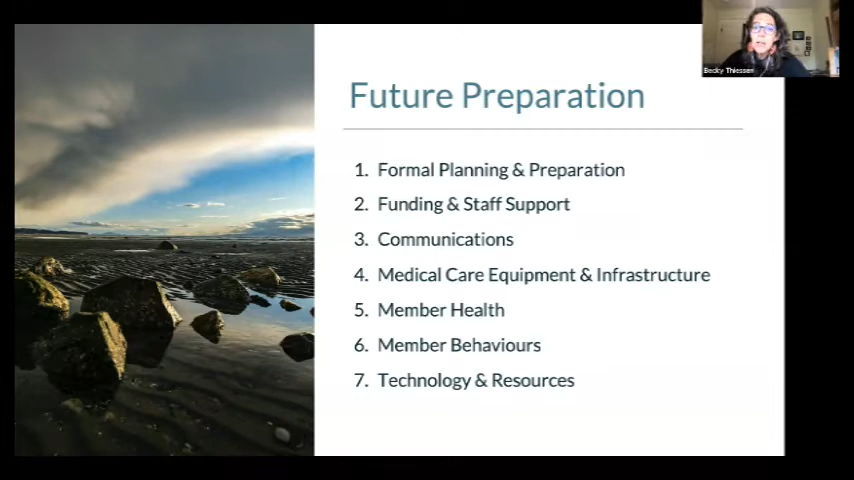 Future Preparation
1. Formal Planning & Preparation
2. Funding & Staff Support
3. Communications
4. Medical Care Equipment & Infrastructure
5. Member Health
6. Member Behaviours
7. Technology & Resources
Becky Thiessen